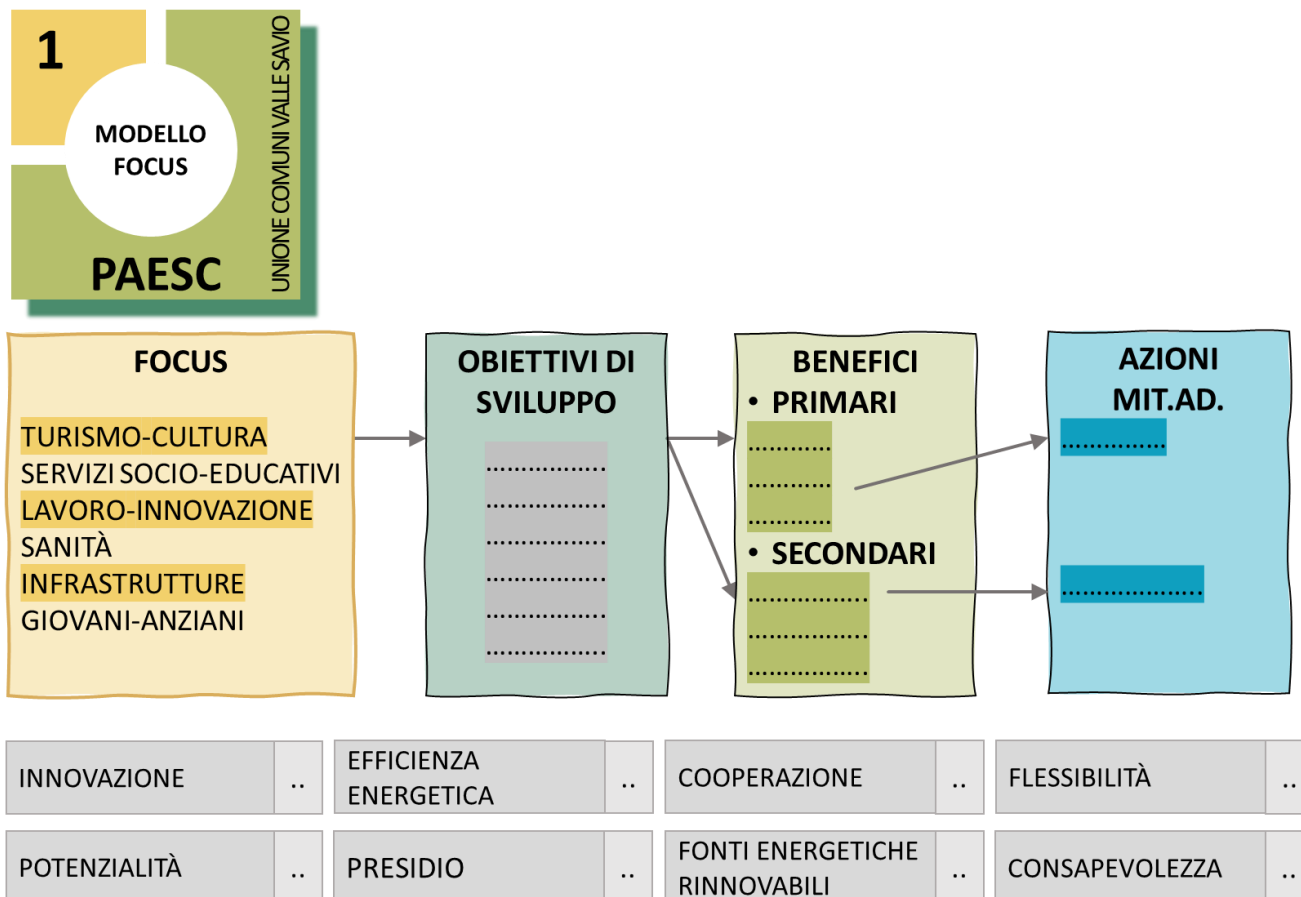 1
MODELLO
FOCUS
UNIONE COMUNI VALLE SAVIO
PAESC
FOCUS
TURISMO-CULTURA
SERVIZI SOCIO-EDUCATIVI
LAVORO-INNOVAZIONE
SANITÀ
INFRASTRUTTURE
GIOVANI-ANZIANI
OBIETTIVI DI
SVILUPPO
.................
.................
.................
.................
.................
.................
BENEFICI
• PRIMARI
............
............
............
• SECONDARI
.................
.................
.................
AZIONI
MIT.AD.
...............
....................
INNOVAZIONE ..
EFFICIENZA
ENERGETICA ..
COOPERAZIONE ..
FLESSIBILITÀ ..
POTENZIALITÀ ..
PRESIDIO ..
FONTI ENERGETICHE
RINNOVABILI ..
CONSAPEVOLEZZA ..